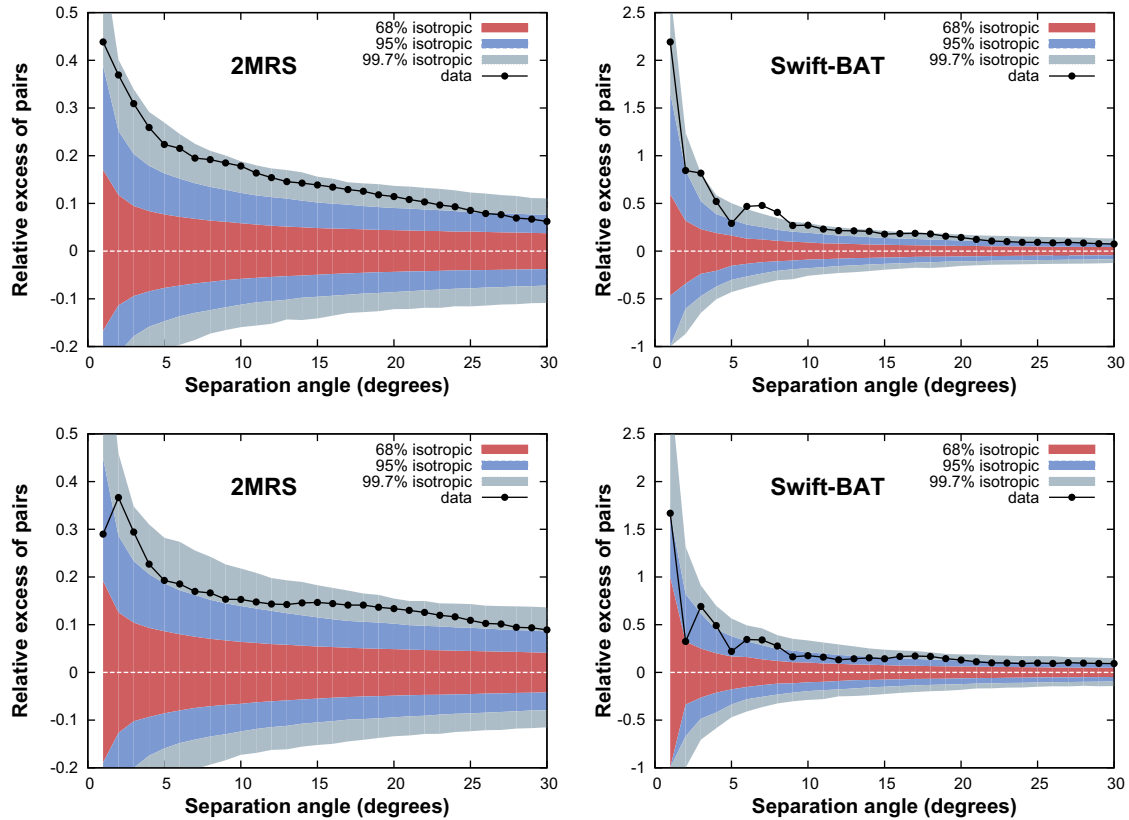 2MRS
68% isotropic
95% isotropic
99.7% isotropic
data
Relative excess of pairs
0.5
0.4
0.3
0.2
0.1
0
-0.1
-0.2
0 5 10 15 20 25 30
Separation angle (degrees)
Swift-BAT
68% isotropic
95% isotropic
99.7% isotropic
data
Relative excess of pairs
2.5
2
1.5
1
0.5
0
-0.5
-1
0 5 10 15 20 25 30
Separation angle (degrees)
2MRS
68% isotropic
95% isotropic
99.7% isotropic
data
Relative excess of pairs
0.5
0.4
0.3
0.2
0.1
0
-0.1
-0.2
0 5 10 15 20 25 30
Separation angle (degrees)
Swift-BAT
68% isotropic
95% isotropic
99.7% isotropic
data
Relative excess of pairs
2.5
2
1.5
1
0.5
0
-0.5
-1
0 5 10 15 20 25 30
Separation angle (degrees)